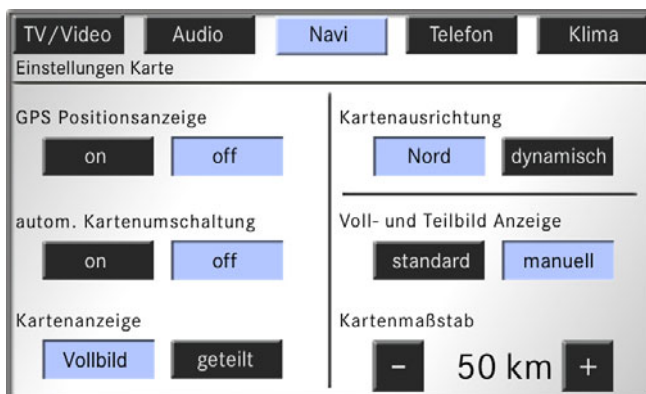 TV/Video Audio Navi Telefon Klima
Einstellungen Karte
GPS Positionsanzeige
on off
autom. Kartenumschaltung
on off
Kartenanzeige
Vollbild geteilt
Kartenausrichtung
Nord dynamisch
Voll- und Teilbild Anzeige
standard manuell
Kartenmaßstab
- 50 km +